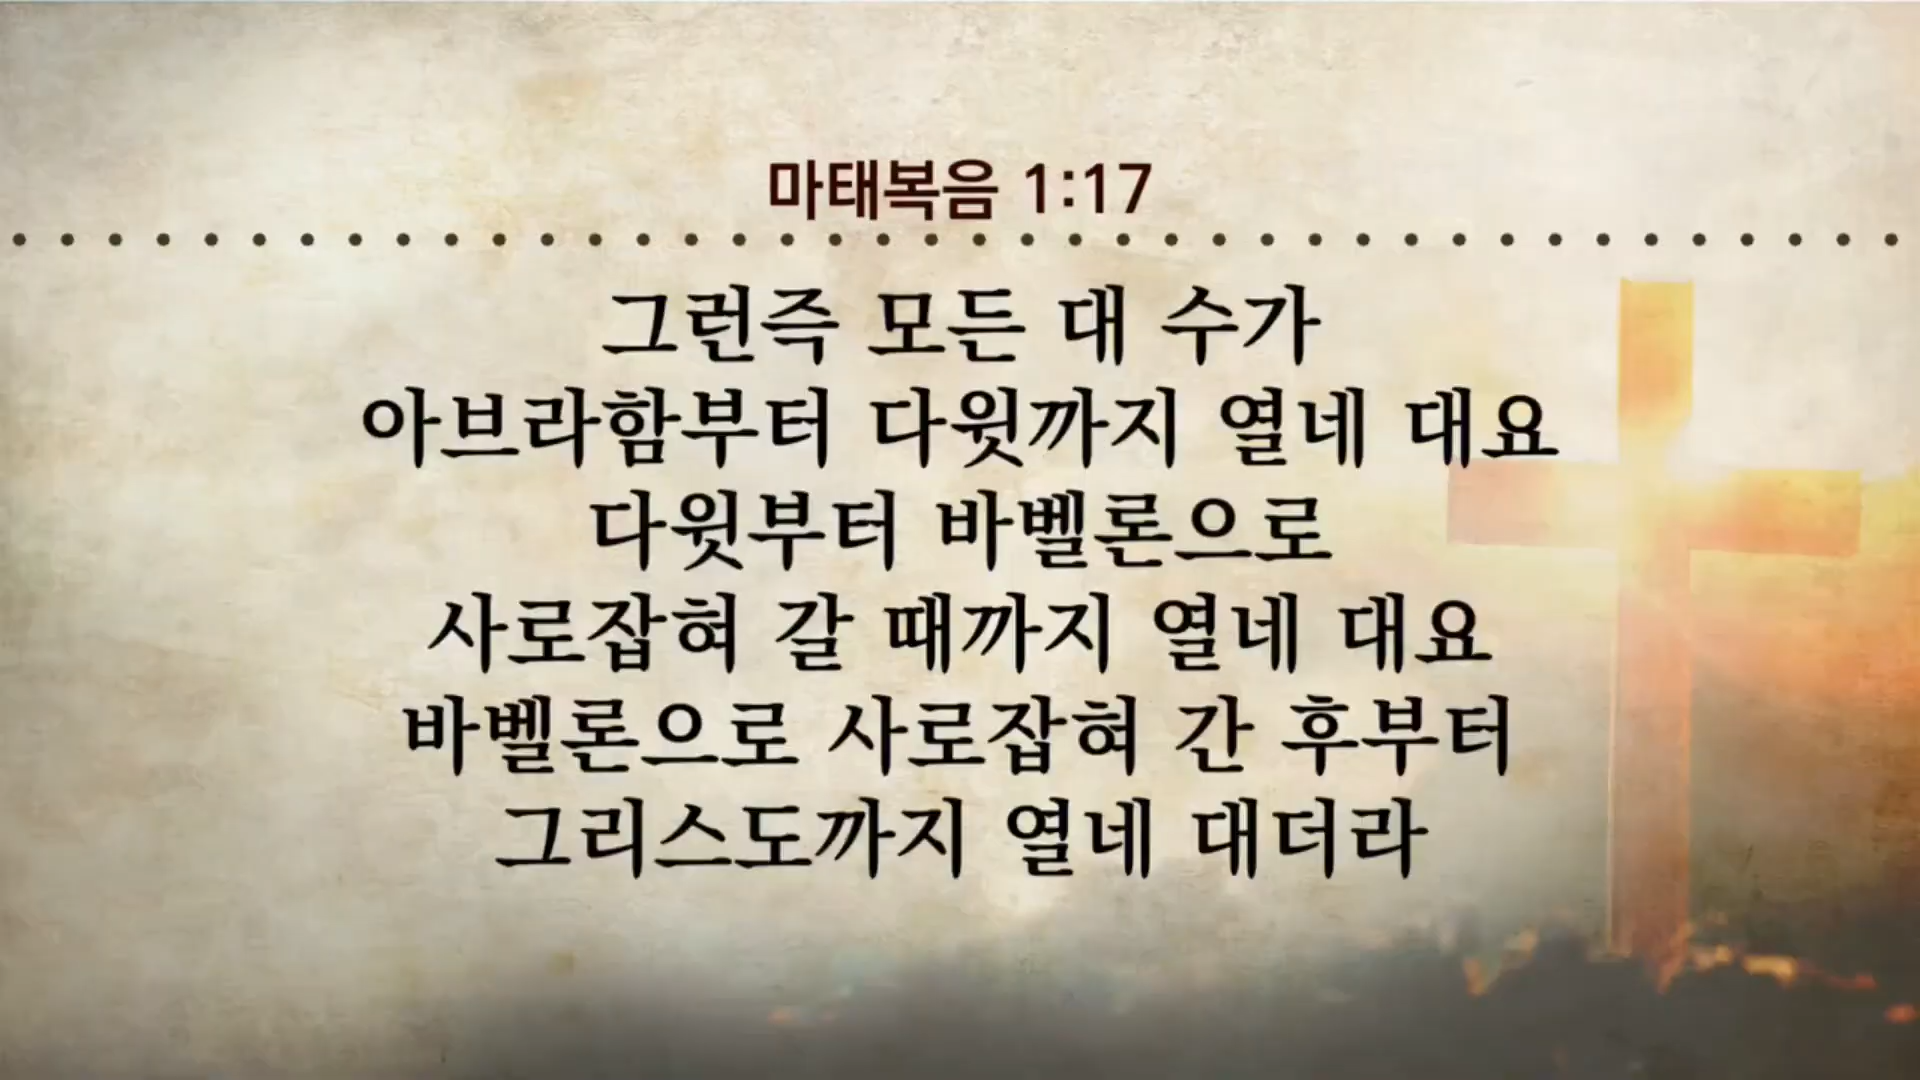 마태복음 1:17
그런즉 모든 대 수가
아브라함부터 다윗까지 열네 대요
다윗부터 바벨론으로
사로잡혀 갈 때까지 열네 대요
바벨론으로 사로잡혀 간 후부터
그리스도까지 열네 대더라